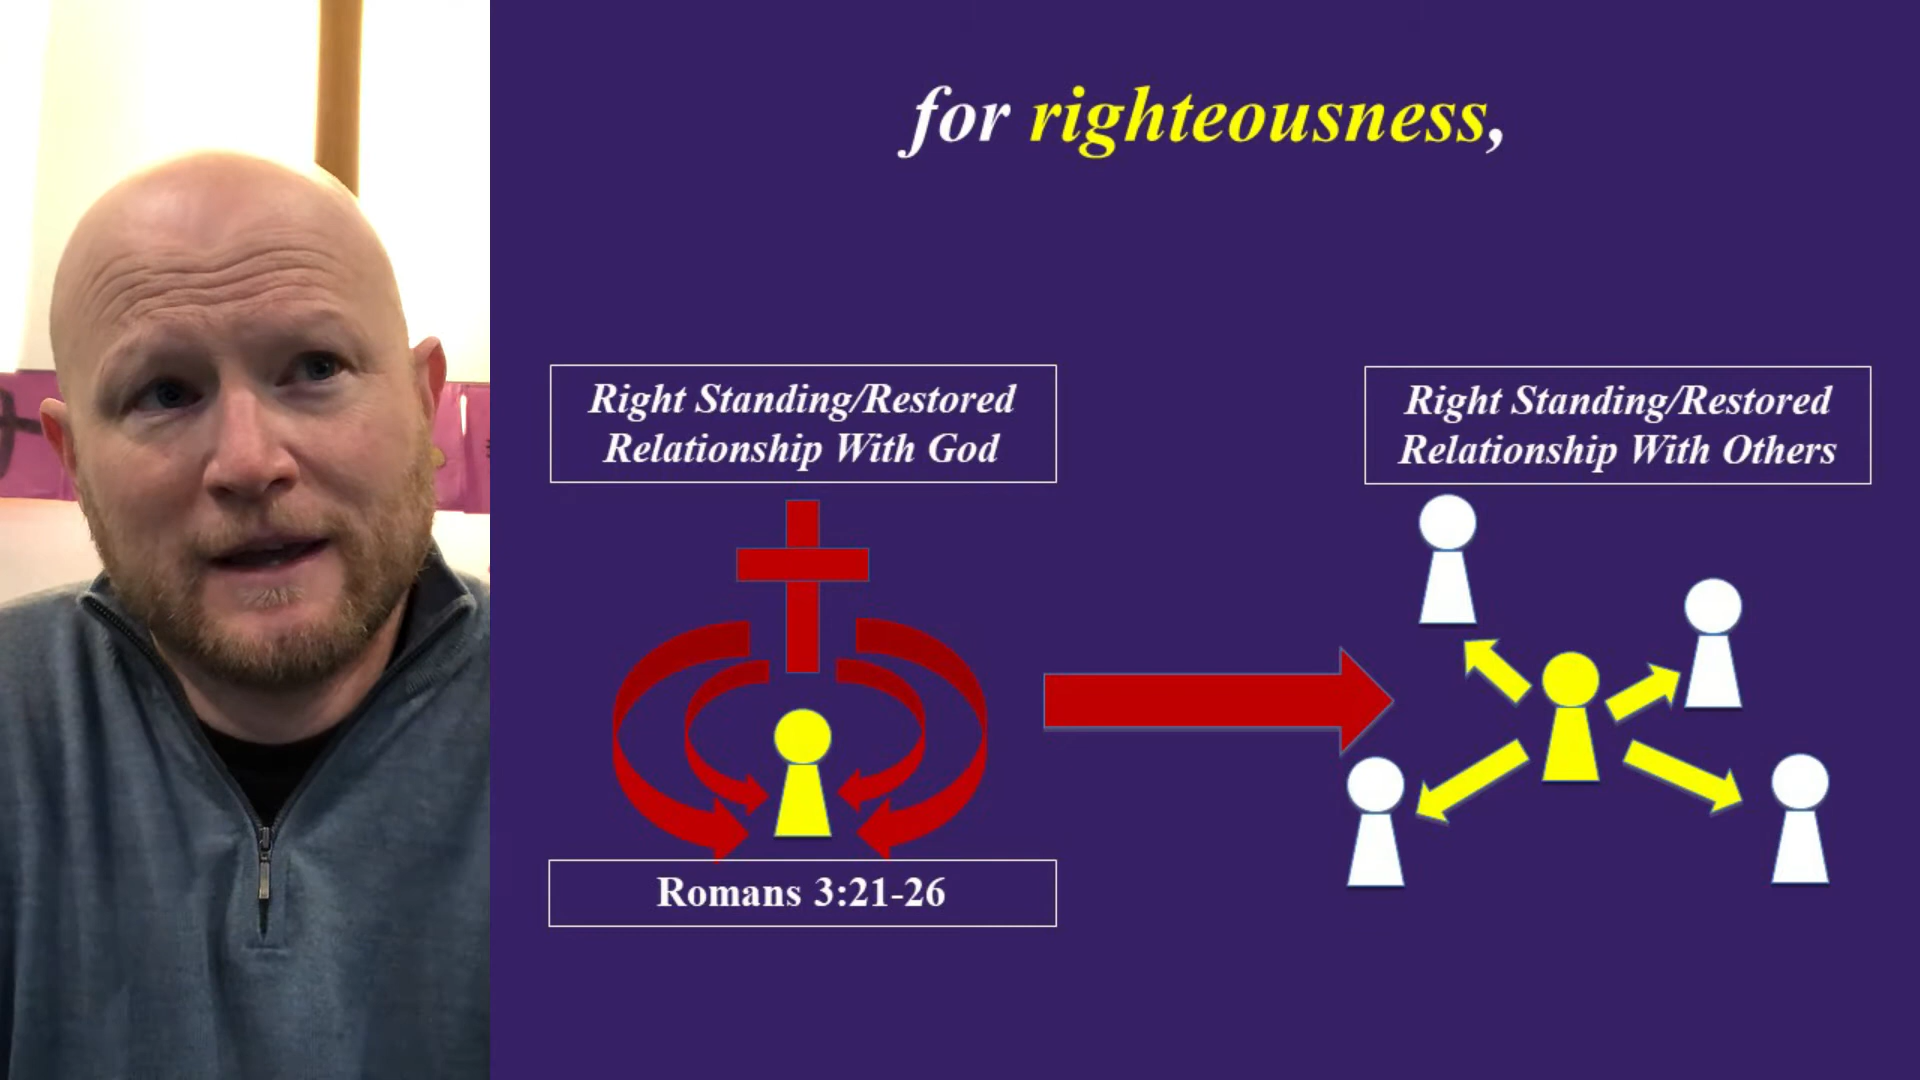 for righteousness,
Right Standing/Restored
Relationship With God
Right Standing/Restored
Relationship With Others
Romans 3:21-26